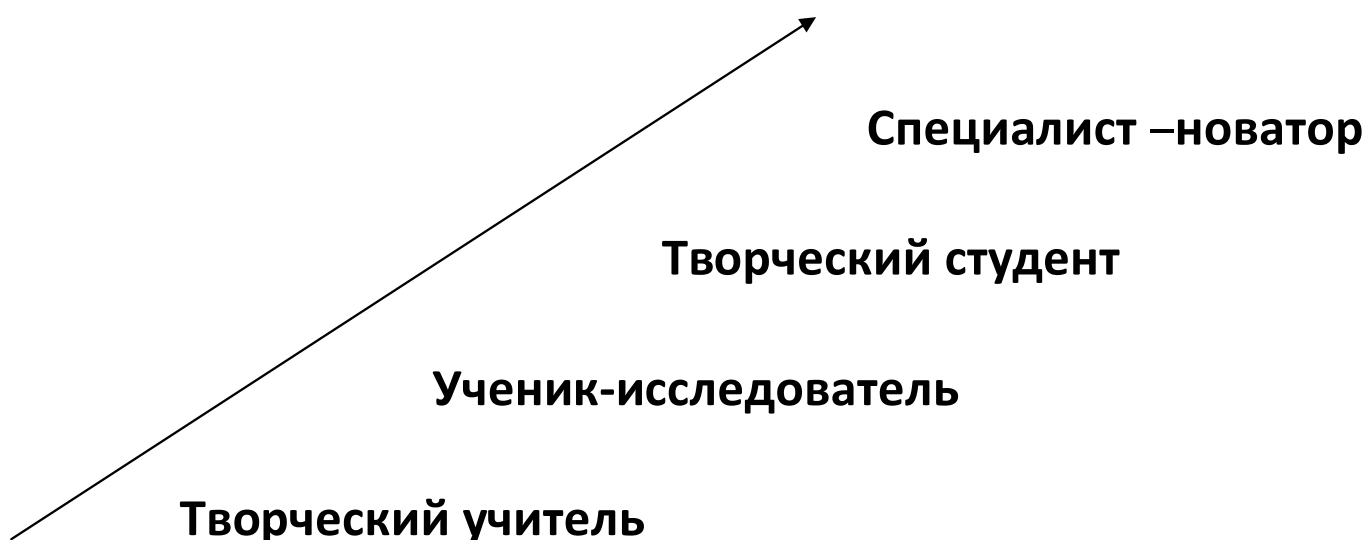 Специалист –новатор
Творческий студент
Ученик-исследователь
Творческий учитель